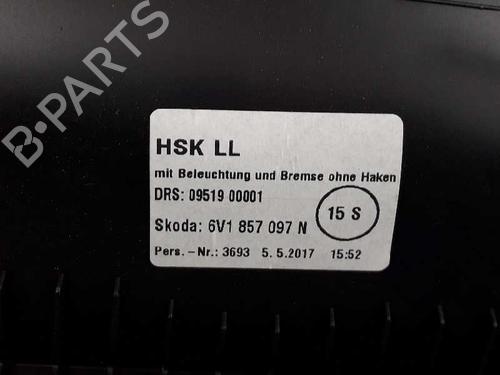 B-PARTS
HSK LL
mit Beleuchtung und Bremse ohne Haken
DRS: 09519 00001
15 S
Skoda: 6V1 857 097 N
Pers. -Nr.: 3693 5. 5.2017 15:52